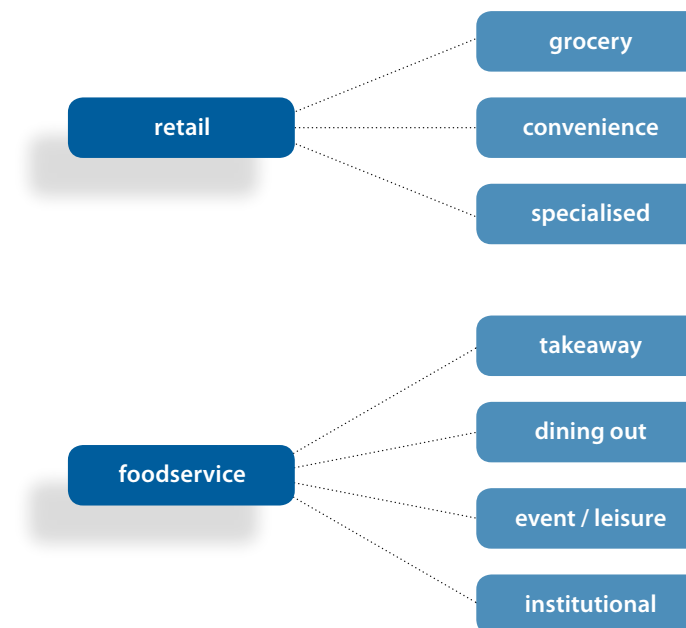 retail
grocery
convenience
specialised
foodservice
takeaway
dining out
event / leisure
institutional